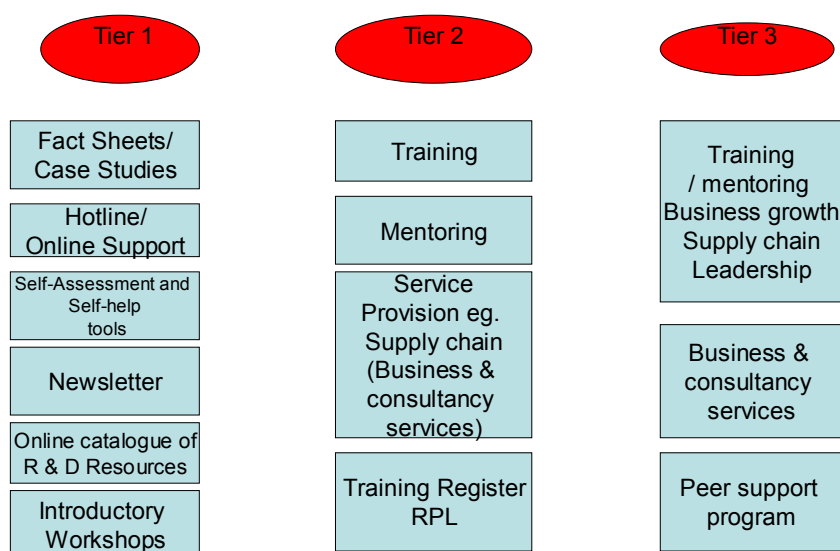 Tier 1
Fact Sheets/
Case Studies
Hotline/
Online Support
Self-Assessment and
Self-help
tools
Newsletter
Online catalogue of
R & D Resources
Introductory
Workshops
Tier 2
Training
Mentoring
Service
Provision eg.
Supply chain
(Business &
consultancy
services)
Training Register
RPL
Tier 3
Training
/ mentoring
Business growth
Supply chain
Leadership
Business &
consultancy
services
Peer support
program